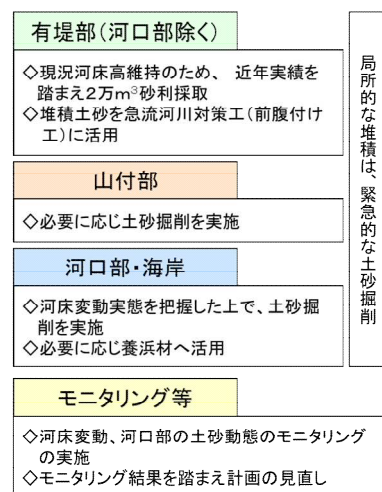 有堤部(河口部除く)
◇現況河床高維持のため、 近年実績を
踏まえ2万m³砂利採取
◇堆積土砂を急流河川対策工(前腹付け
工)に活用
山付部
◇必要に応じ土砂掘削を実施
河口部・海岸
◇河床変動実態を把握した上で、土砂掘
削を実施
◇必要に応じ養浜材へ活用
局所的な堆積は、緊急的な土砂掘削
モニタリング等
◇河床変動、河口部の土砂動態のモニタリング
の実施
◇モニタリング結果を踏まえ計画の見直し